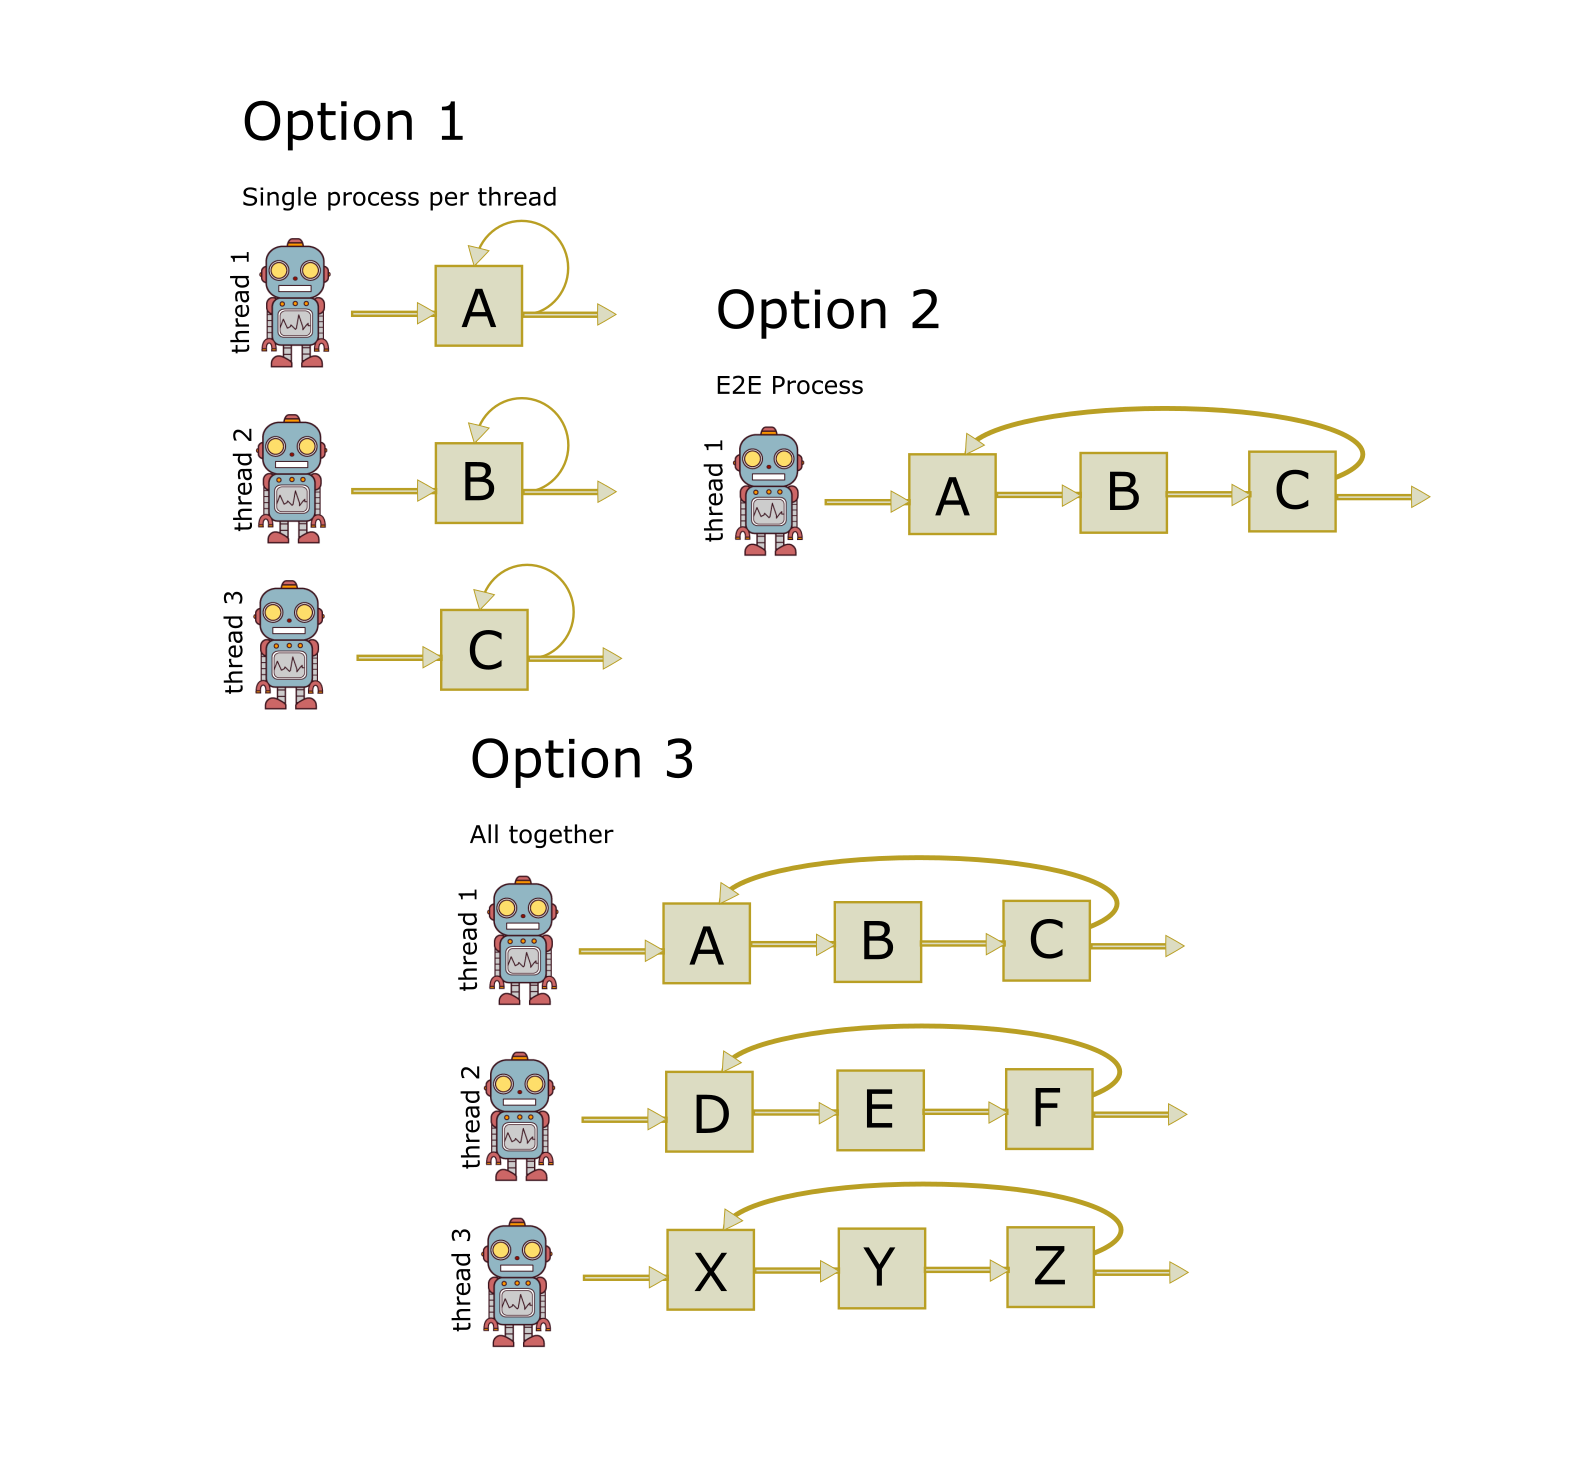 Option 1
Single process per thread
thread 1
A
thread 2
B
thread 3
C
Option 2
E2E Process
thread 1
A
B
C
Option 3
All together
thread 1
A
B
C
thread 2
D
E
F
thread 3
X
Y
Z